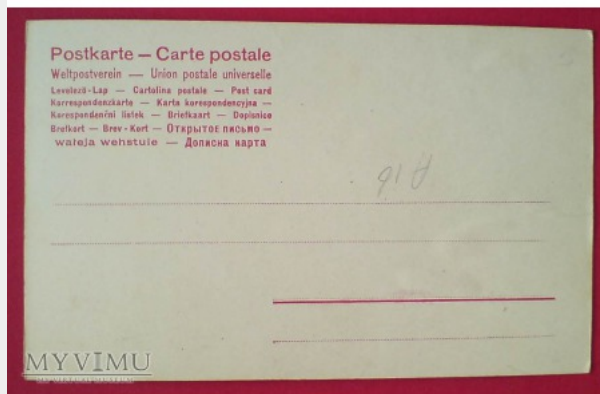 Postkarte — Carte postale
Weltpostverein — Union postale universelle
Levelező-Lap — Cartolina postale — Post card
Korrespondenzkarte — Karta korespondencyjna —
Korespondenční lístek — Briefkaart — Dopisnice
Brefkort — Brev-Kort — Открытое письмо —
wałeja wehstule — Дописна карта
MYVIMU